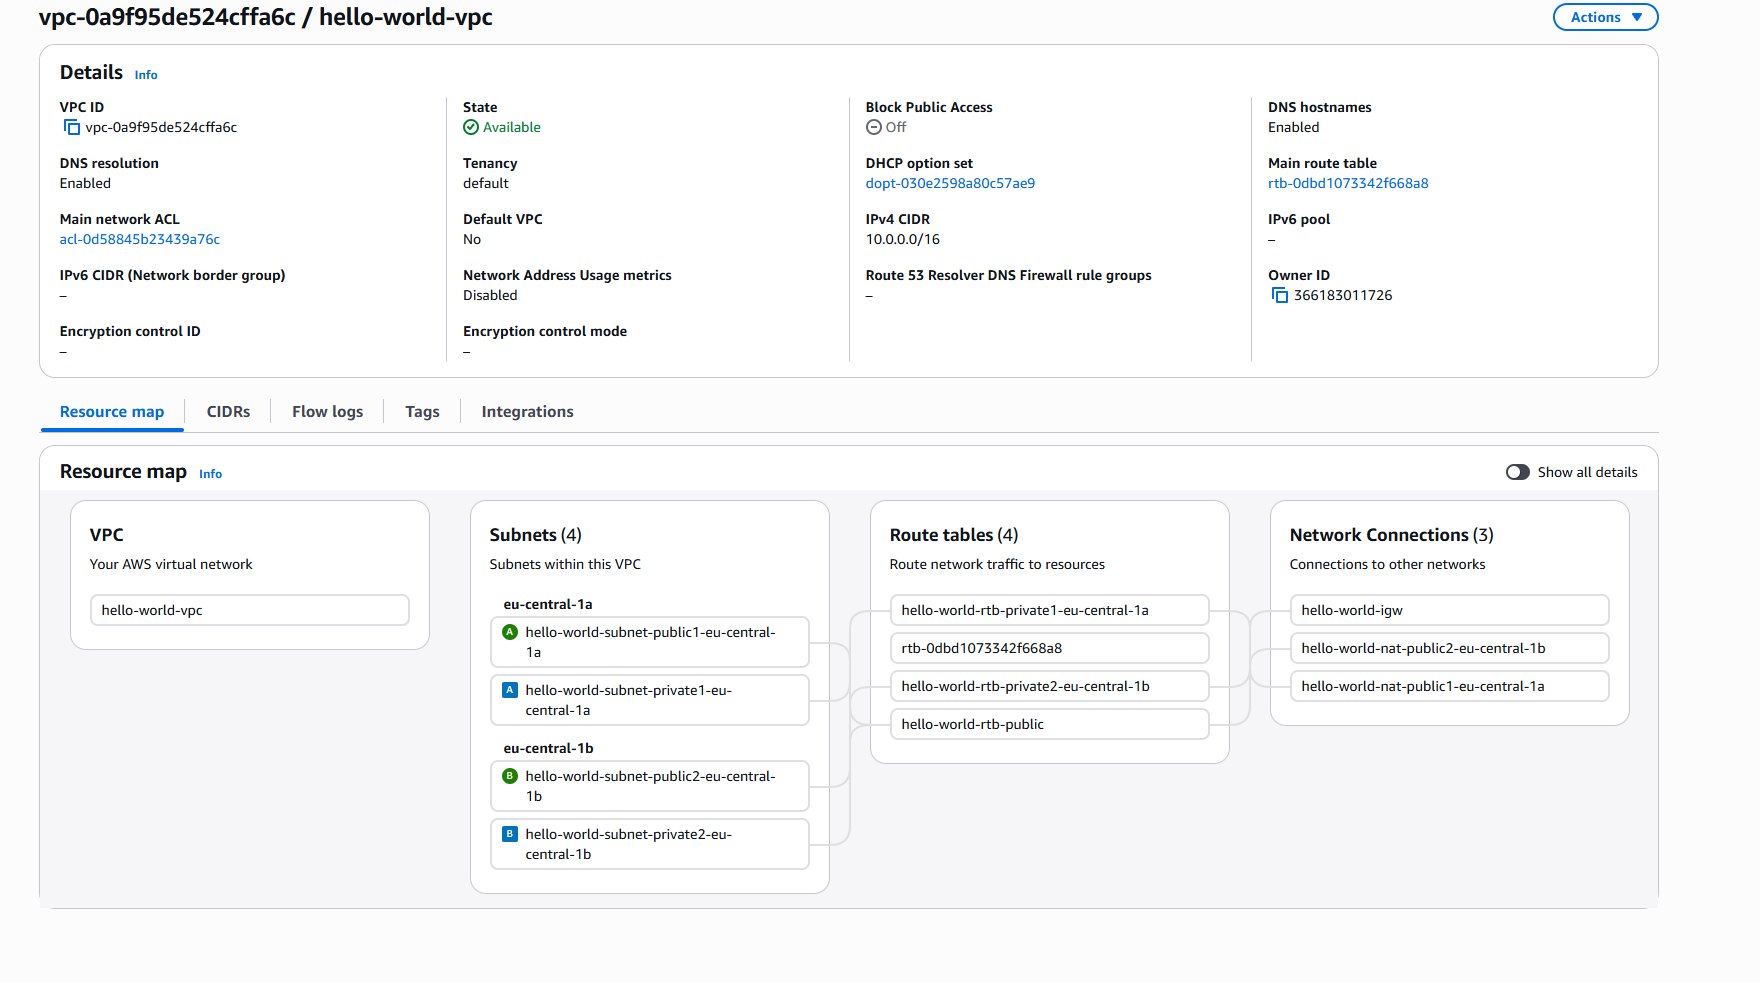 vpc-0a9f95de524cffa6c / hello-world-vpc
Actions
Details Info
VPC ID
vpc-0a9f95de524cffa6c
State
Available
Block Public Access
Off
DNS hostnames
Enabled
DNS resolution
Enabled
Tenancy
default
DHCP option set
dopt-030e2598a80c57ae9
Main route table
rtb-0dbd1073342f668a8
Main network ACL
acl-0d58845b23439a76c
Default VPC
No
IPv4 CIDR
10.0.0.0/16
IPv6 pool
–
IPv6 CIDR (Network border group)
–
Network Address Usage metrics
Disabled
Route 53 Resolver DNS Firewall rule groups
–
Owner ID
366183011726
Encryption control ID
–
Encryption control mode
–
Resource map
CIDRs
Flow logs
Tags
Integrations
Resource map Info
Show all details
VPC
Your AWS virtual network
hello-world-vpc
Subnets (4)
Subnets within this VPC
eu-central-1a
A hello-world-subnet-public1-eu-central-
1a
A hello-world-subnet-private1-eu-
central-1a
eu-central-1b
B hello-world-subnet-public2-eu-central-
1b
B hello-world-subnet-private2-eu-
central-1b
Route tables (4)
Route network traffic to resources
hello-world-rtb-private1-eu-central-1a
rtb-0dbd1073342f668a8
hello-world-rtb-private2-eu-central-1b
hello-world-rtb-public
Network Connections (3)
Connections to other networks
hello-world-igw
hello-world-nat-public2-eu-central-1b
hello-world-nat-public1-eu-central-1a